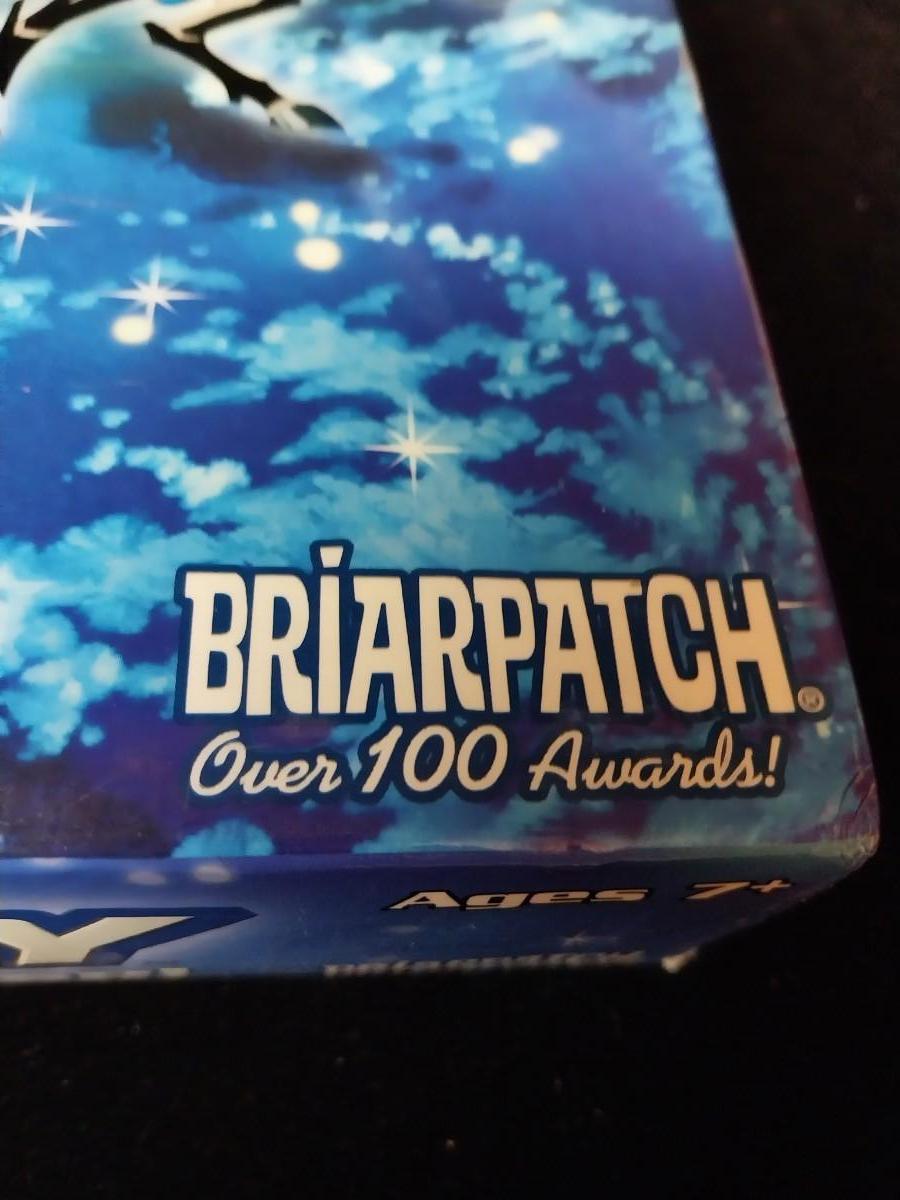 BRIARPATCH®
Over 100 Awards!
Ages 7+
Y